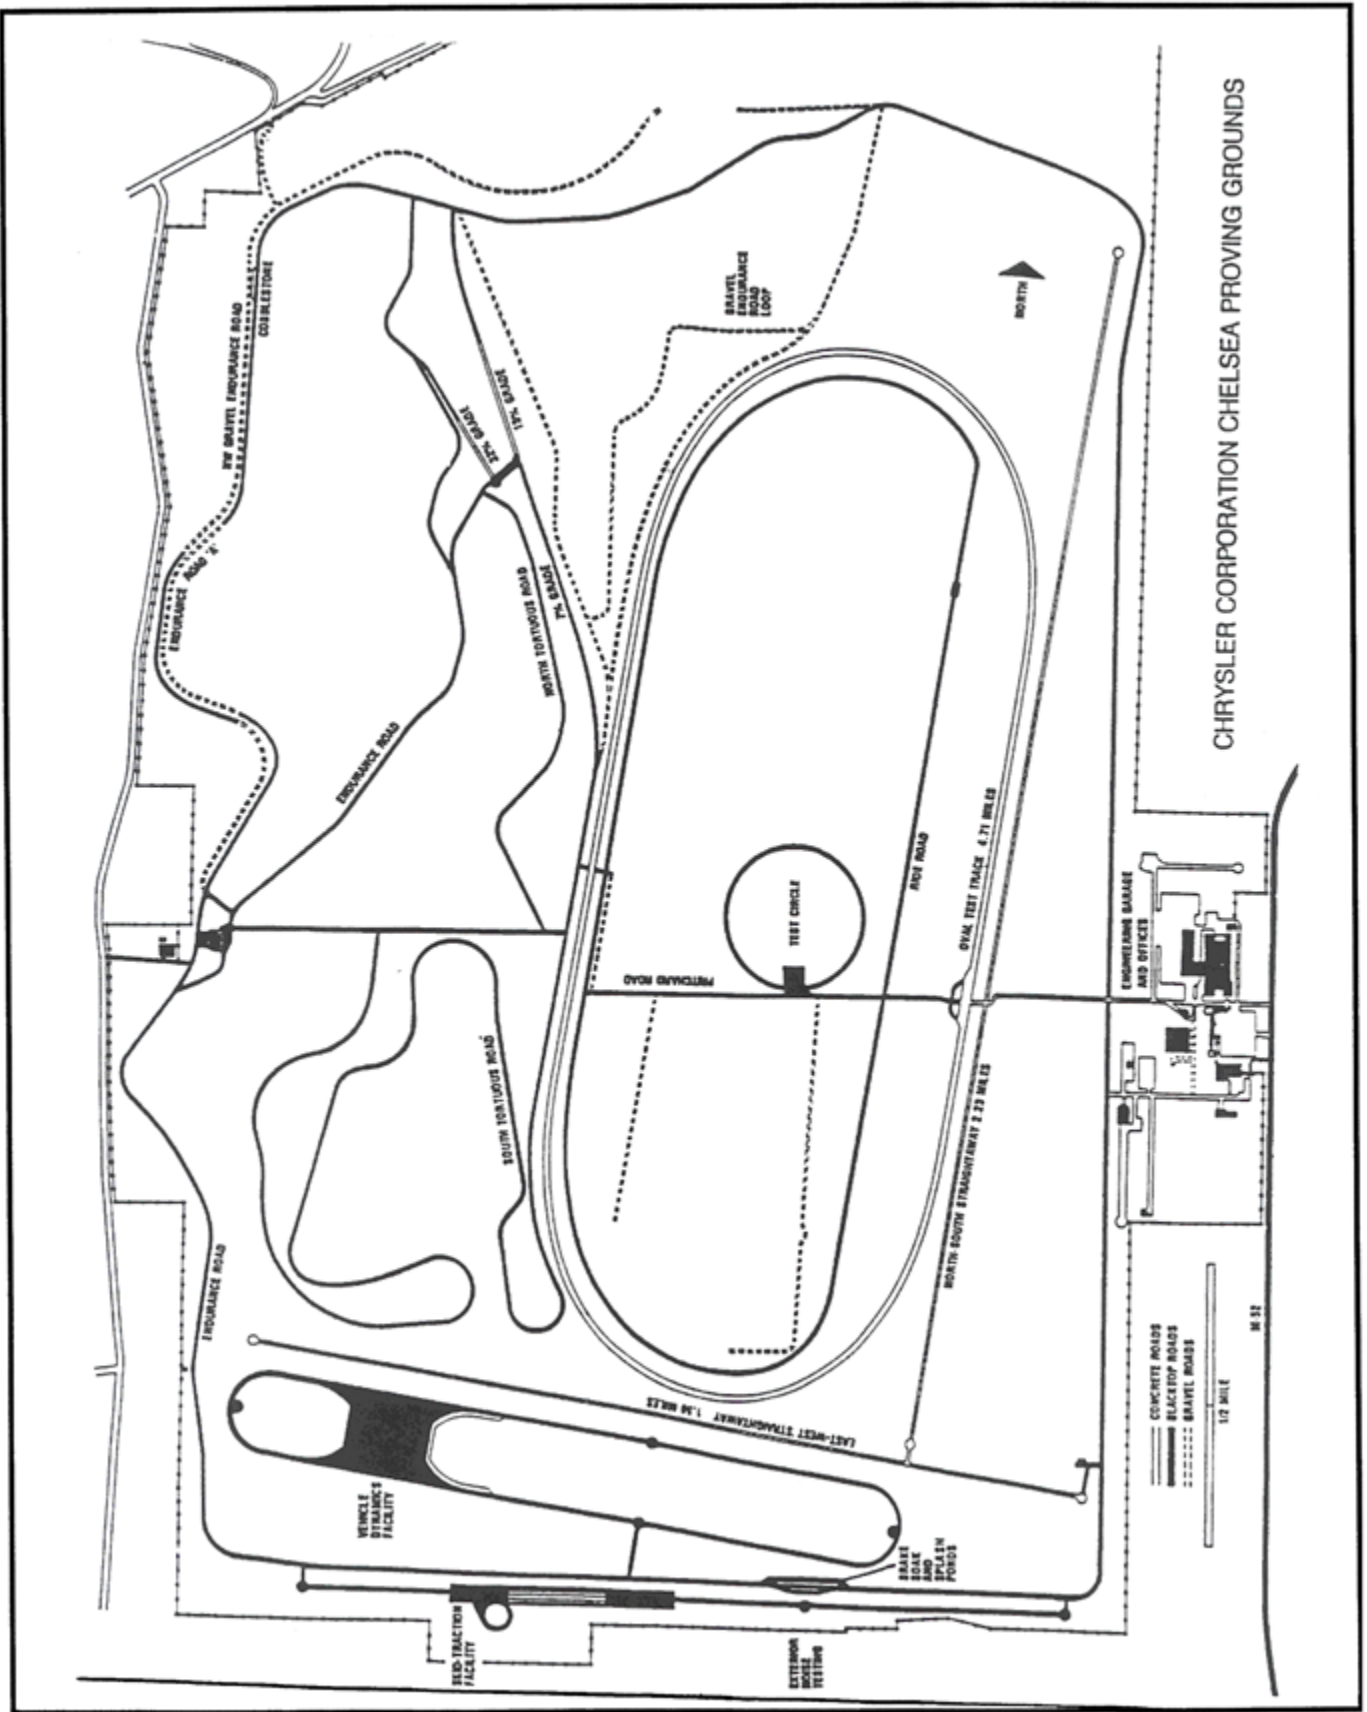 CHRYSLER CORPORATION CHELSEA PROVING GROUNDS
NW GRAVEL ENDURANCE ROAD
COBBLESTONE
ENDURANCE ROAD "A"
GRAVEL
ENDURANCE
ROAD
LOOP
NORTH
32% GRADE
17% GRADE
7% GRADE
NORTH TORTUOUS ROAD
ENDURANCE ROAD
OVAL TEST TRACK 4.71 MILES
RIDE ROAD
TEST CIRCLE
PRITCHARD ROAD
ENGINEERING GARAGE
AND OFFICES
SOUTH TORTUOUS ROAD
NORTH-SOUTH STRAIGHTAWAY 2.23 MILES
ENDURANCE ROAD
EAST-WEST STRAIGHTAWAY 1.36 MILES
VEHICLE
DYNAMICS
FACILITY
BRAKE
SOAK
AND
SPLASH
PONDS
SKID-TRACTION
FACILITY
EXTERIOR
NOISE
TESTING
CONCRETE ROADS
BLACKTOP ROADS
GRAVEL ROADS
1/2 MILE
M-52